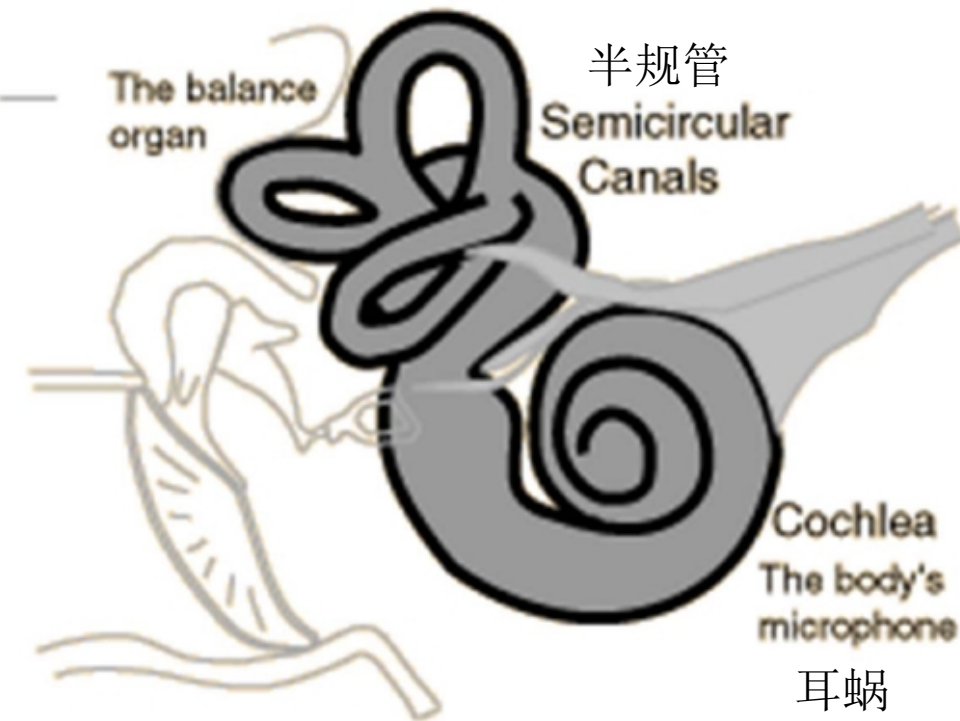 The balance
organ
半规管
Semicircular
Canals
Cochlea
The body's
microphone
耳蜗